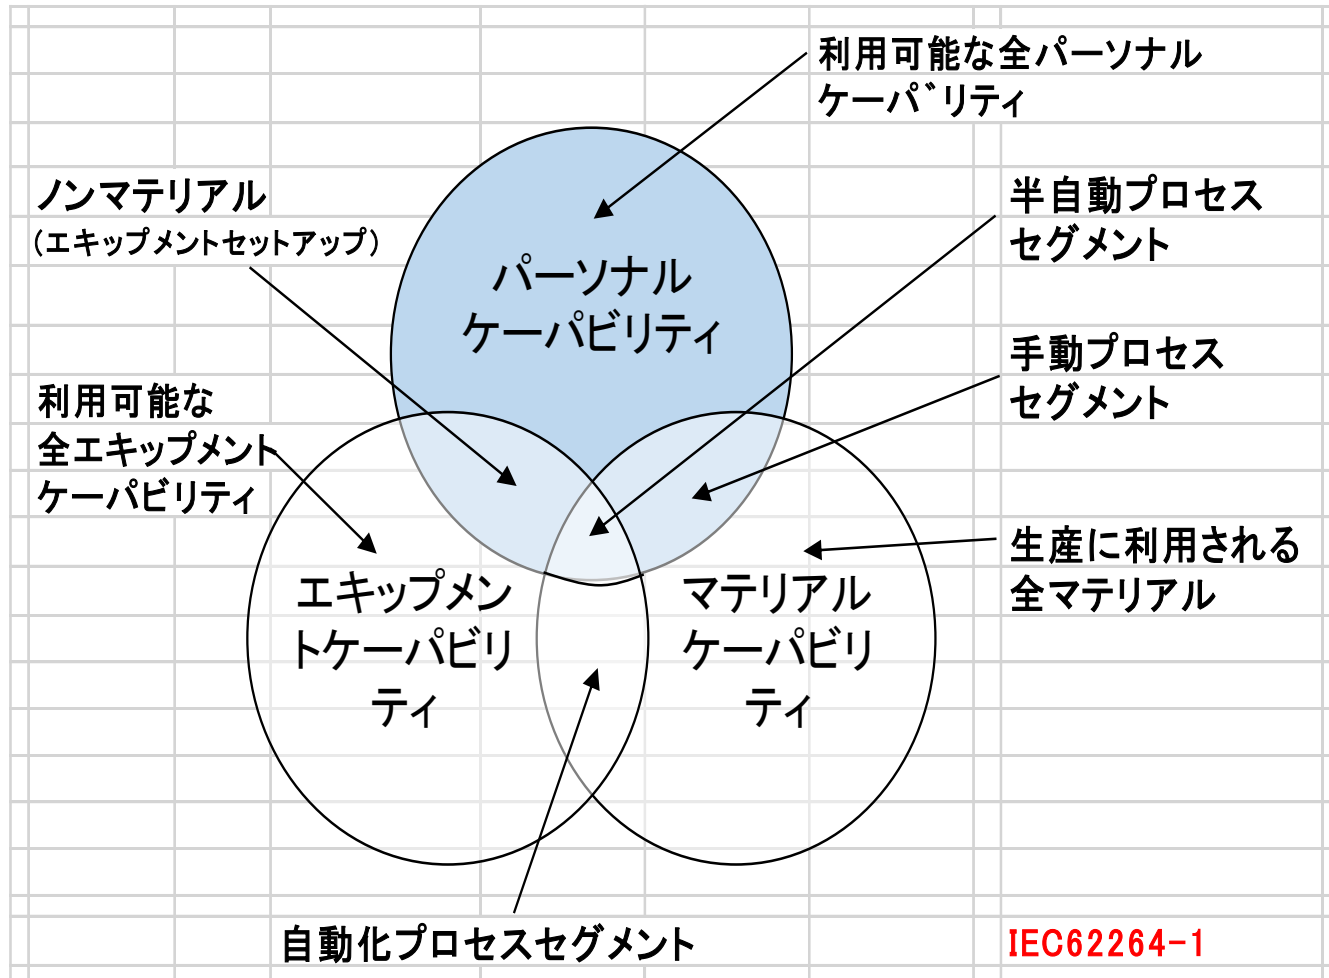 利用可能な全パーソナル
ケーパ゛リティ
ノンマテリアル
(エキップメントセットアップ)
半自動プロセス
セグメント
パーソナル
ケーパビリティ
手動プロセス
セグメント
利用可能な
全エキップメント
ケーパビリティ
生産に利用される
全マテリアル
エキップメン
トケーパビリ
ティ
マテリアル
ケーパビリ
ティ
自動化プロセスセグメント
IEC62264-1